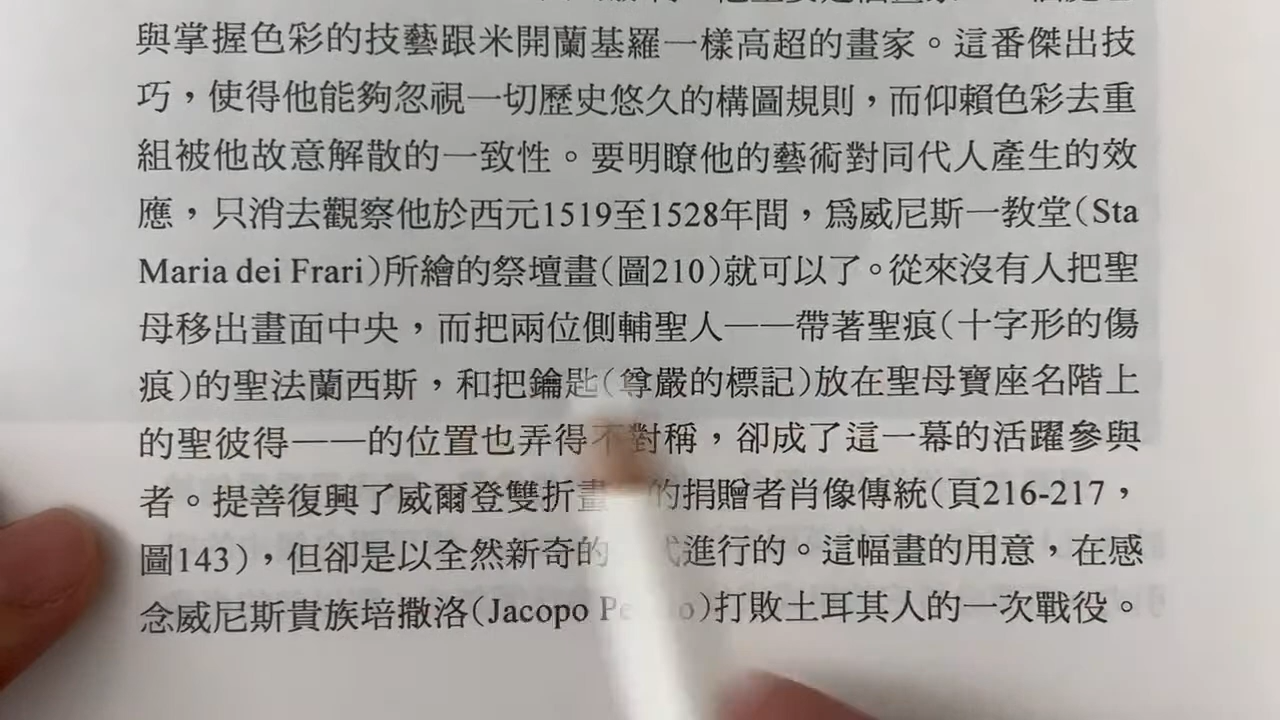 與掌握色彩的技藝跟米開蘭基羅一樣高超的畫家。這番傑出技
巧，使得他能夠忽視一切歷史悠久的構圖規則，而仰賴色彩去重
組被他故意解散的一致性。要明瞭他的藝術對同代人產生的效
應，只消去觀察他於西元1519至1528年間，爲威尼斯一教堂（Sta
Maria dei Frari）所繪的祭壇畫（圖210）就可以了。從來沒有人把聖
母移出畫面中央，而把兩位側輔聖人——帶著聖痕（十字形的傷
痕）的聖法蘭西斯，和把鑰匙（尊嚴的標記）放在聖母寶座名階上
的聖彼得——的位置也弄得不對稱，卻成了這一幕的活躍參與
者。提善復興了威爾登雙折畫 的捐贈者肖像傳統（頁216-217，
圖143），但卻是以全然新奇的 式進行的。這幅畫的用意，在感
念威尼斯貴族培撒洛（Jacopo ）打敗土耳其人的一次戰役。